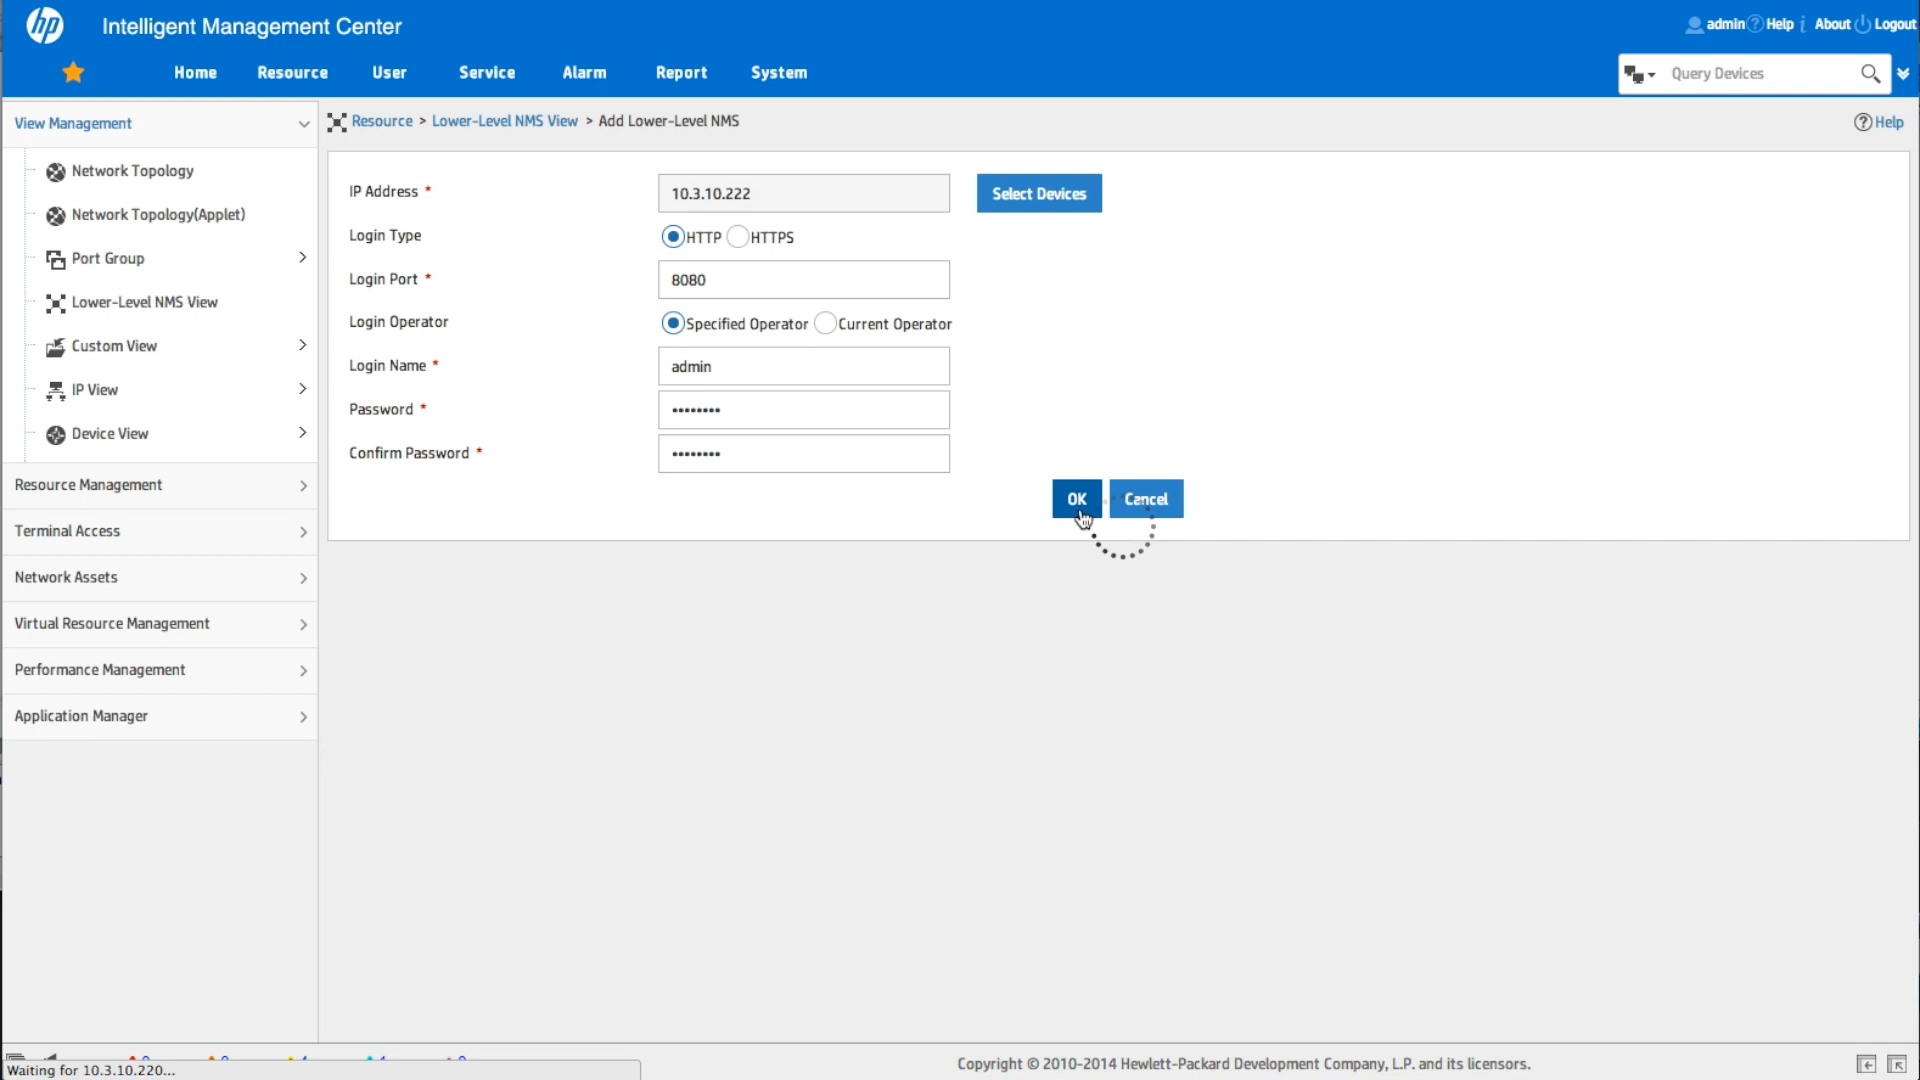 hp Intelligent Management Center
admin Help About Logout
Home Resource User Service Alarm Report System
Query Devices
View Management
Resource > Lower-Level NMS View > Add Lower-Level NMS
Help
Network Topology
Network Topology(Applet)
Port Group
Lower-Level NMS View
Custom View
IP View
Device View
Resource Management
Terminal Access
Network Assets
Virtual Resource Management
Performance Management
Application Manager
IP Address * 10.3.10.222 Select Devices
Login Type HTTP HTTPS
Login Port * 8080
Login Operator Specified Operator Current Operator
Login Name * admin
Password * ••••••••
Confirm Password * ••••••••
OK Cancel
Waiting for 10.3.10.220...
Copyright © 2010-2014 Hewlett-Packard Development Company, L.P. and its licensors.